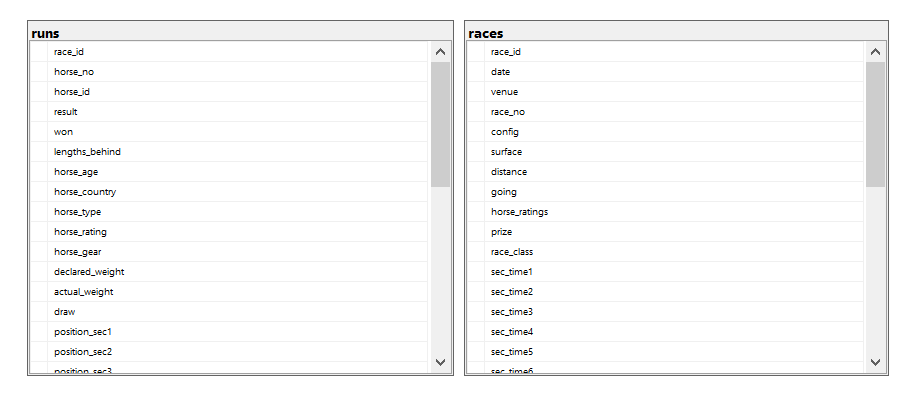 runs
race_id
horse_no
horse_id
result
won
lengths_behind
horse_age
horse_country
horse_type
horse_rating
horse_gear
declared_weight
actual_weight
draw
position_sec1
position_sec2
position_sec3
races
race_id
date
venue
race_no
config
surface
distance
going
horse_ratings
prize
race_class
sec_time1
sec_time2
sec_time3
sec_time4
sec_time5
sec_time6